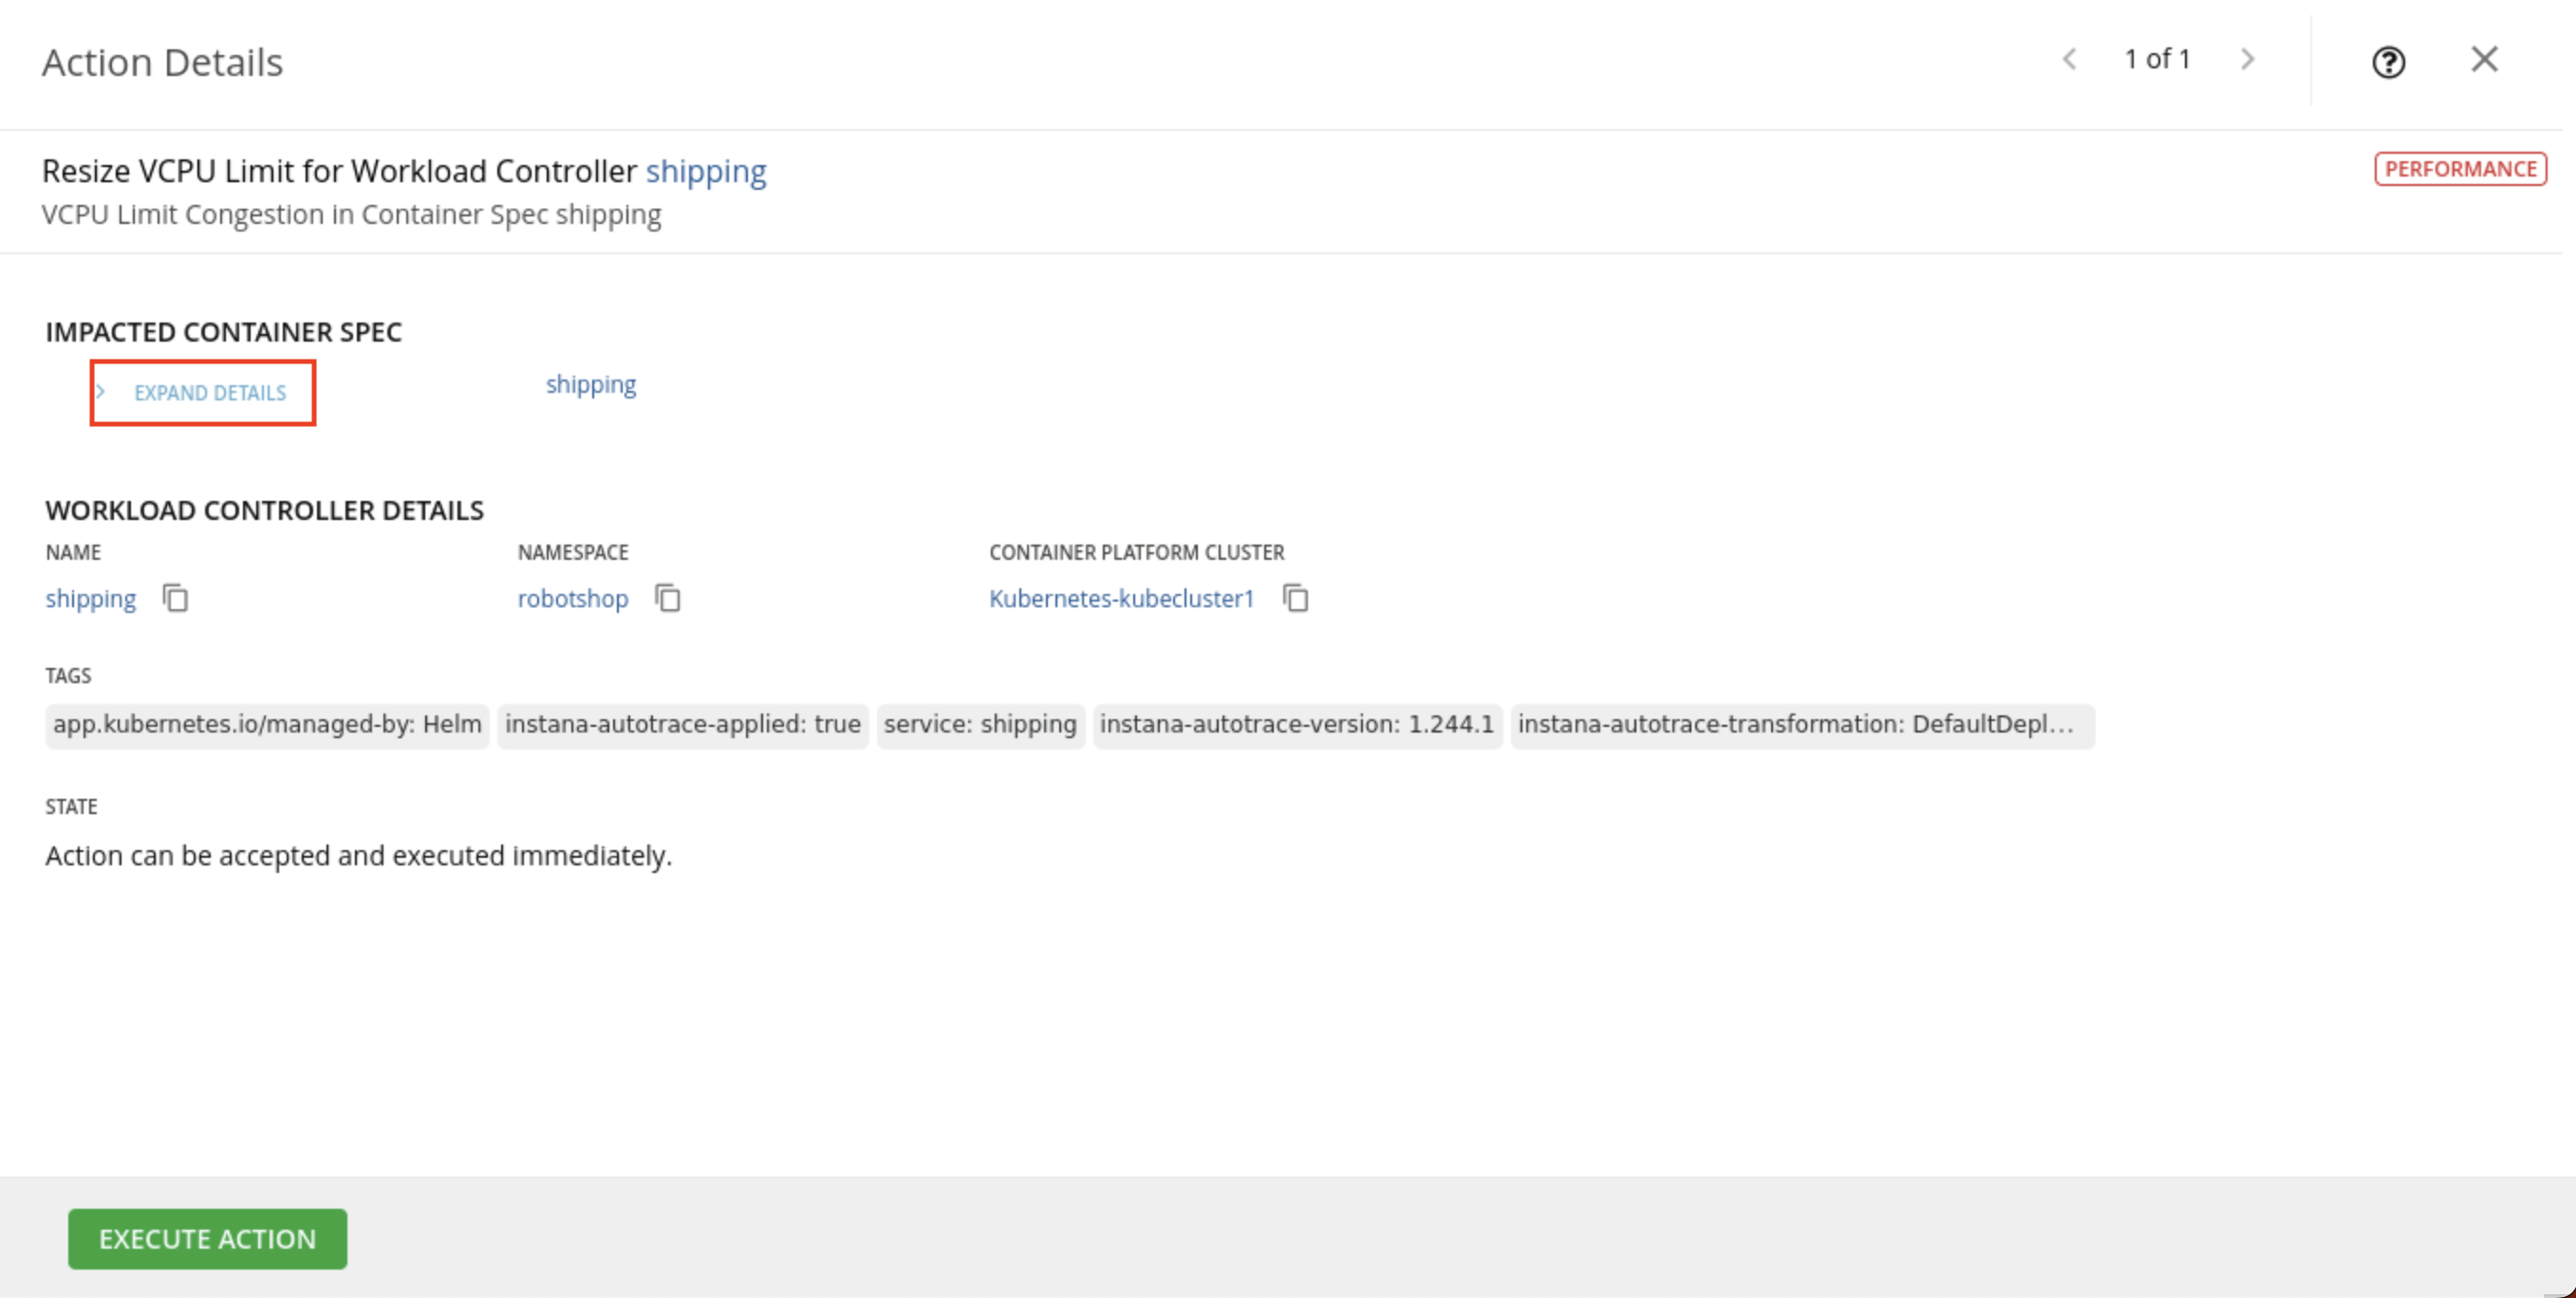 Action Details
1 of 1
Resize VCPU Limit for Workload Controller shipping
PERFORMANCE
VCPU Limit Congestion in Container Spec shipping
IMPACTED CONTAINER SPEC
EXPAND DETAILS shipping
WORKLOAD CONTROLLER DETAILS
NAME NAMESPACE CONTAINER PLATFORM CLUSTER
shipping robotshop Kubernetes-kubecluster1
TAGS
app.kubernetes.io/managed-by: Helm instana-autotrace-applied: true service: shipping instana-autotrace-version: 1.244.1 instana-autotrace-transformation: DefaultDepl...
STATE
Action can be accepted and executed immediately.
EXECUTE ACTION